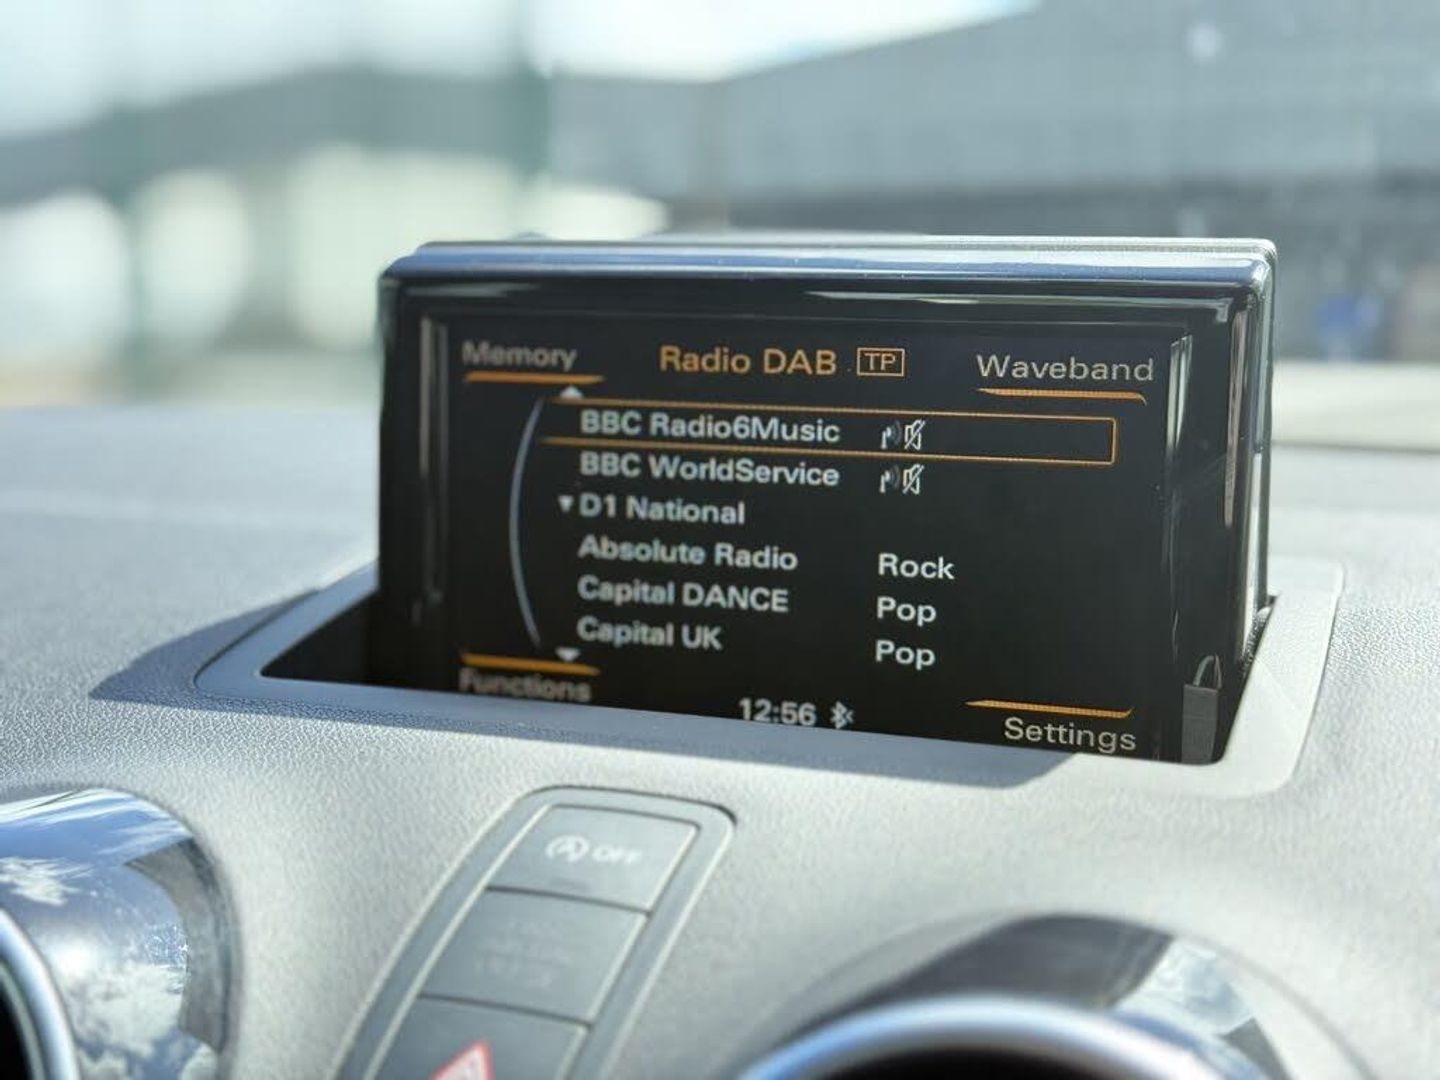 Memory Radio DAB TP Waveband
BBC Radio6Music
BBC WorldService
D1 National
Absolute Radio Rock
Capital DANCE Pop
Capital UK Pop
Functions 12:56 Settings
OFF